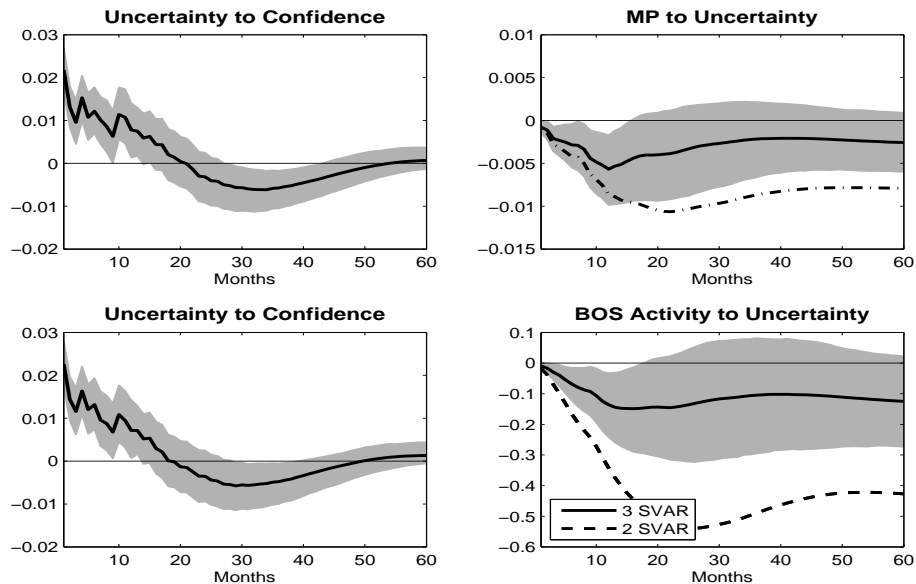 Uncertainty to Confidence
0.03
0.02
0.01
0
−0.01
−0.02
10 20 30 40 50 60
Months
MP to Uncertainty
0.01
0.005
0
−0.005
−0.01
−0.015
10 20 30 40 50 60
Months
Uncertainty to Confidence
0.03
0.02
0.01
0
−0.01
−0.02
10 20 30 40 50 60
Months
BOS Activity to Uncertainty
0.1
0
−0.1
−0.2
−0.3
−0.4
−0.5
−0.6
3 SVAR
2 SVAR
10 20 30 40 50 60
Months